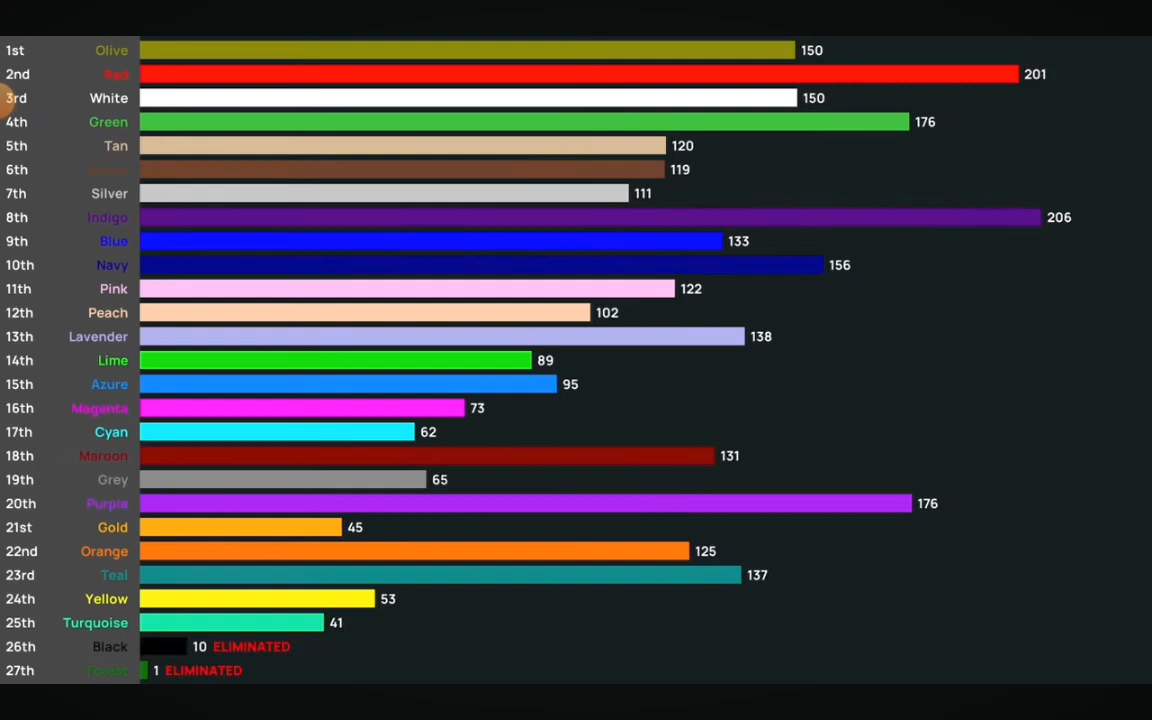 1st Olive 150
2nd Red 201
3rd White 150
4th Green 176
5th Tan 120
6th 119
7th Silver 111
8th Indigo 206
9th Blue 133
10th Navy 156
11th Pink 122
12th Peach 102
13th Lavender 138
14th Lime 89
15th Azure 95
16th Magenta 73
17th Cyan 62
18th Maroon 131
19th Grey 65
20th Purple 176
21st Gold 45
22nd Orange 125
23rd Teal 137
24th Yellow 53
25th Turquoise 41
26th Black 10 ELIMINATED
27th Forest 1 ELIMINATED